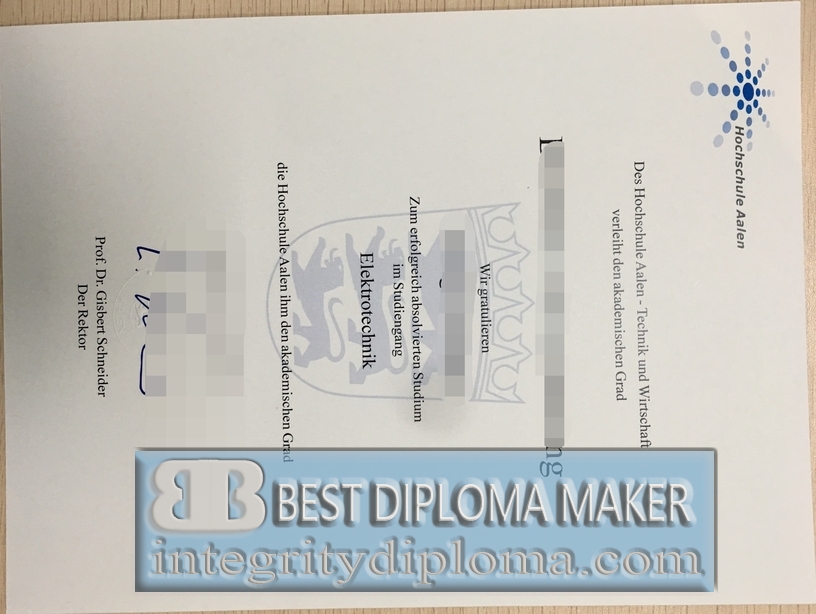 Hochschule Aalen
Des Hochschule Aalen - Technik und Wirtschaft
verleiht den akademischen Grad
Wir gratulieren
Zum erfolgreich absolvierten Studium
im Studiengang
Elektrotechnik
die Hochschule Aalen ihm den akademischen Grad
Prof. Dr. Gisbert Schneider
Der Rektor
BEST DIPLOMA MAKER
integritydiploma.com